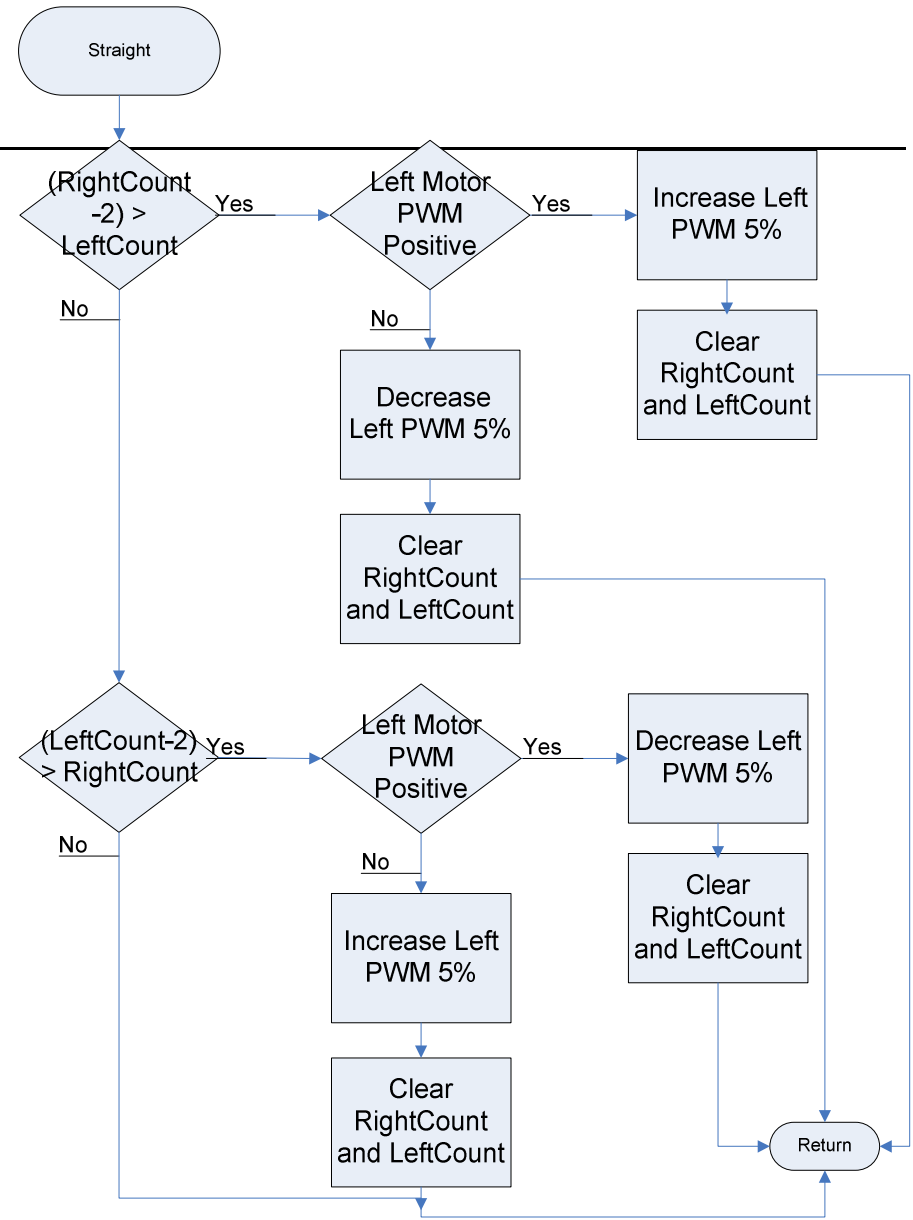 Straight
(RightCount
-2) >
LeftCount
Yes
Left Motor
PWM
Positive
Yes
Increase Left
PWM 5%
No
No
Clear
RightCount
and LeftCount
Decrease
Left PWM 5%
Clear
RightCount
and LeftCount
(LeftCount-2)
> RightCount
Yes
Left Motor
PWM
Positive
Yes
Decrease Left
PWM 5%
No
No
Clear
RightCount
and LeftCount
Increase Left
PWM 5%
Clear
RightCount
and LeftCount
Return